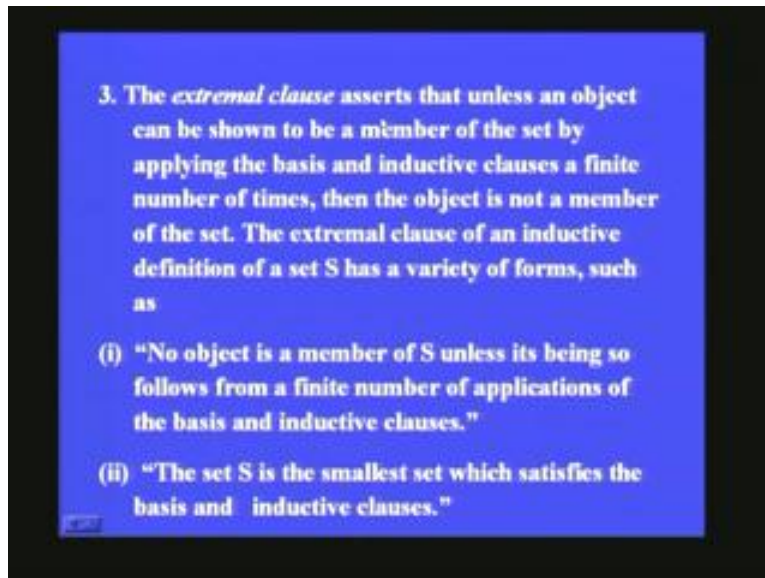 3. The extremal clause asserts that unless an object
can be shown to be a member of the set by
applying the basis and inductive clauses a finite
number of times, then the object is not a member
of the set. The extremal clause of an inductive
definition of a set S has a variety of forms, such
as
(i) “No object is a member of S unless its being so
follows from a finite number of applications of
the basis and inductive clauses.”
(ii) “The set S is the smallest set which satisfies the
basis and inductive clauses.”